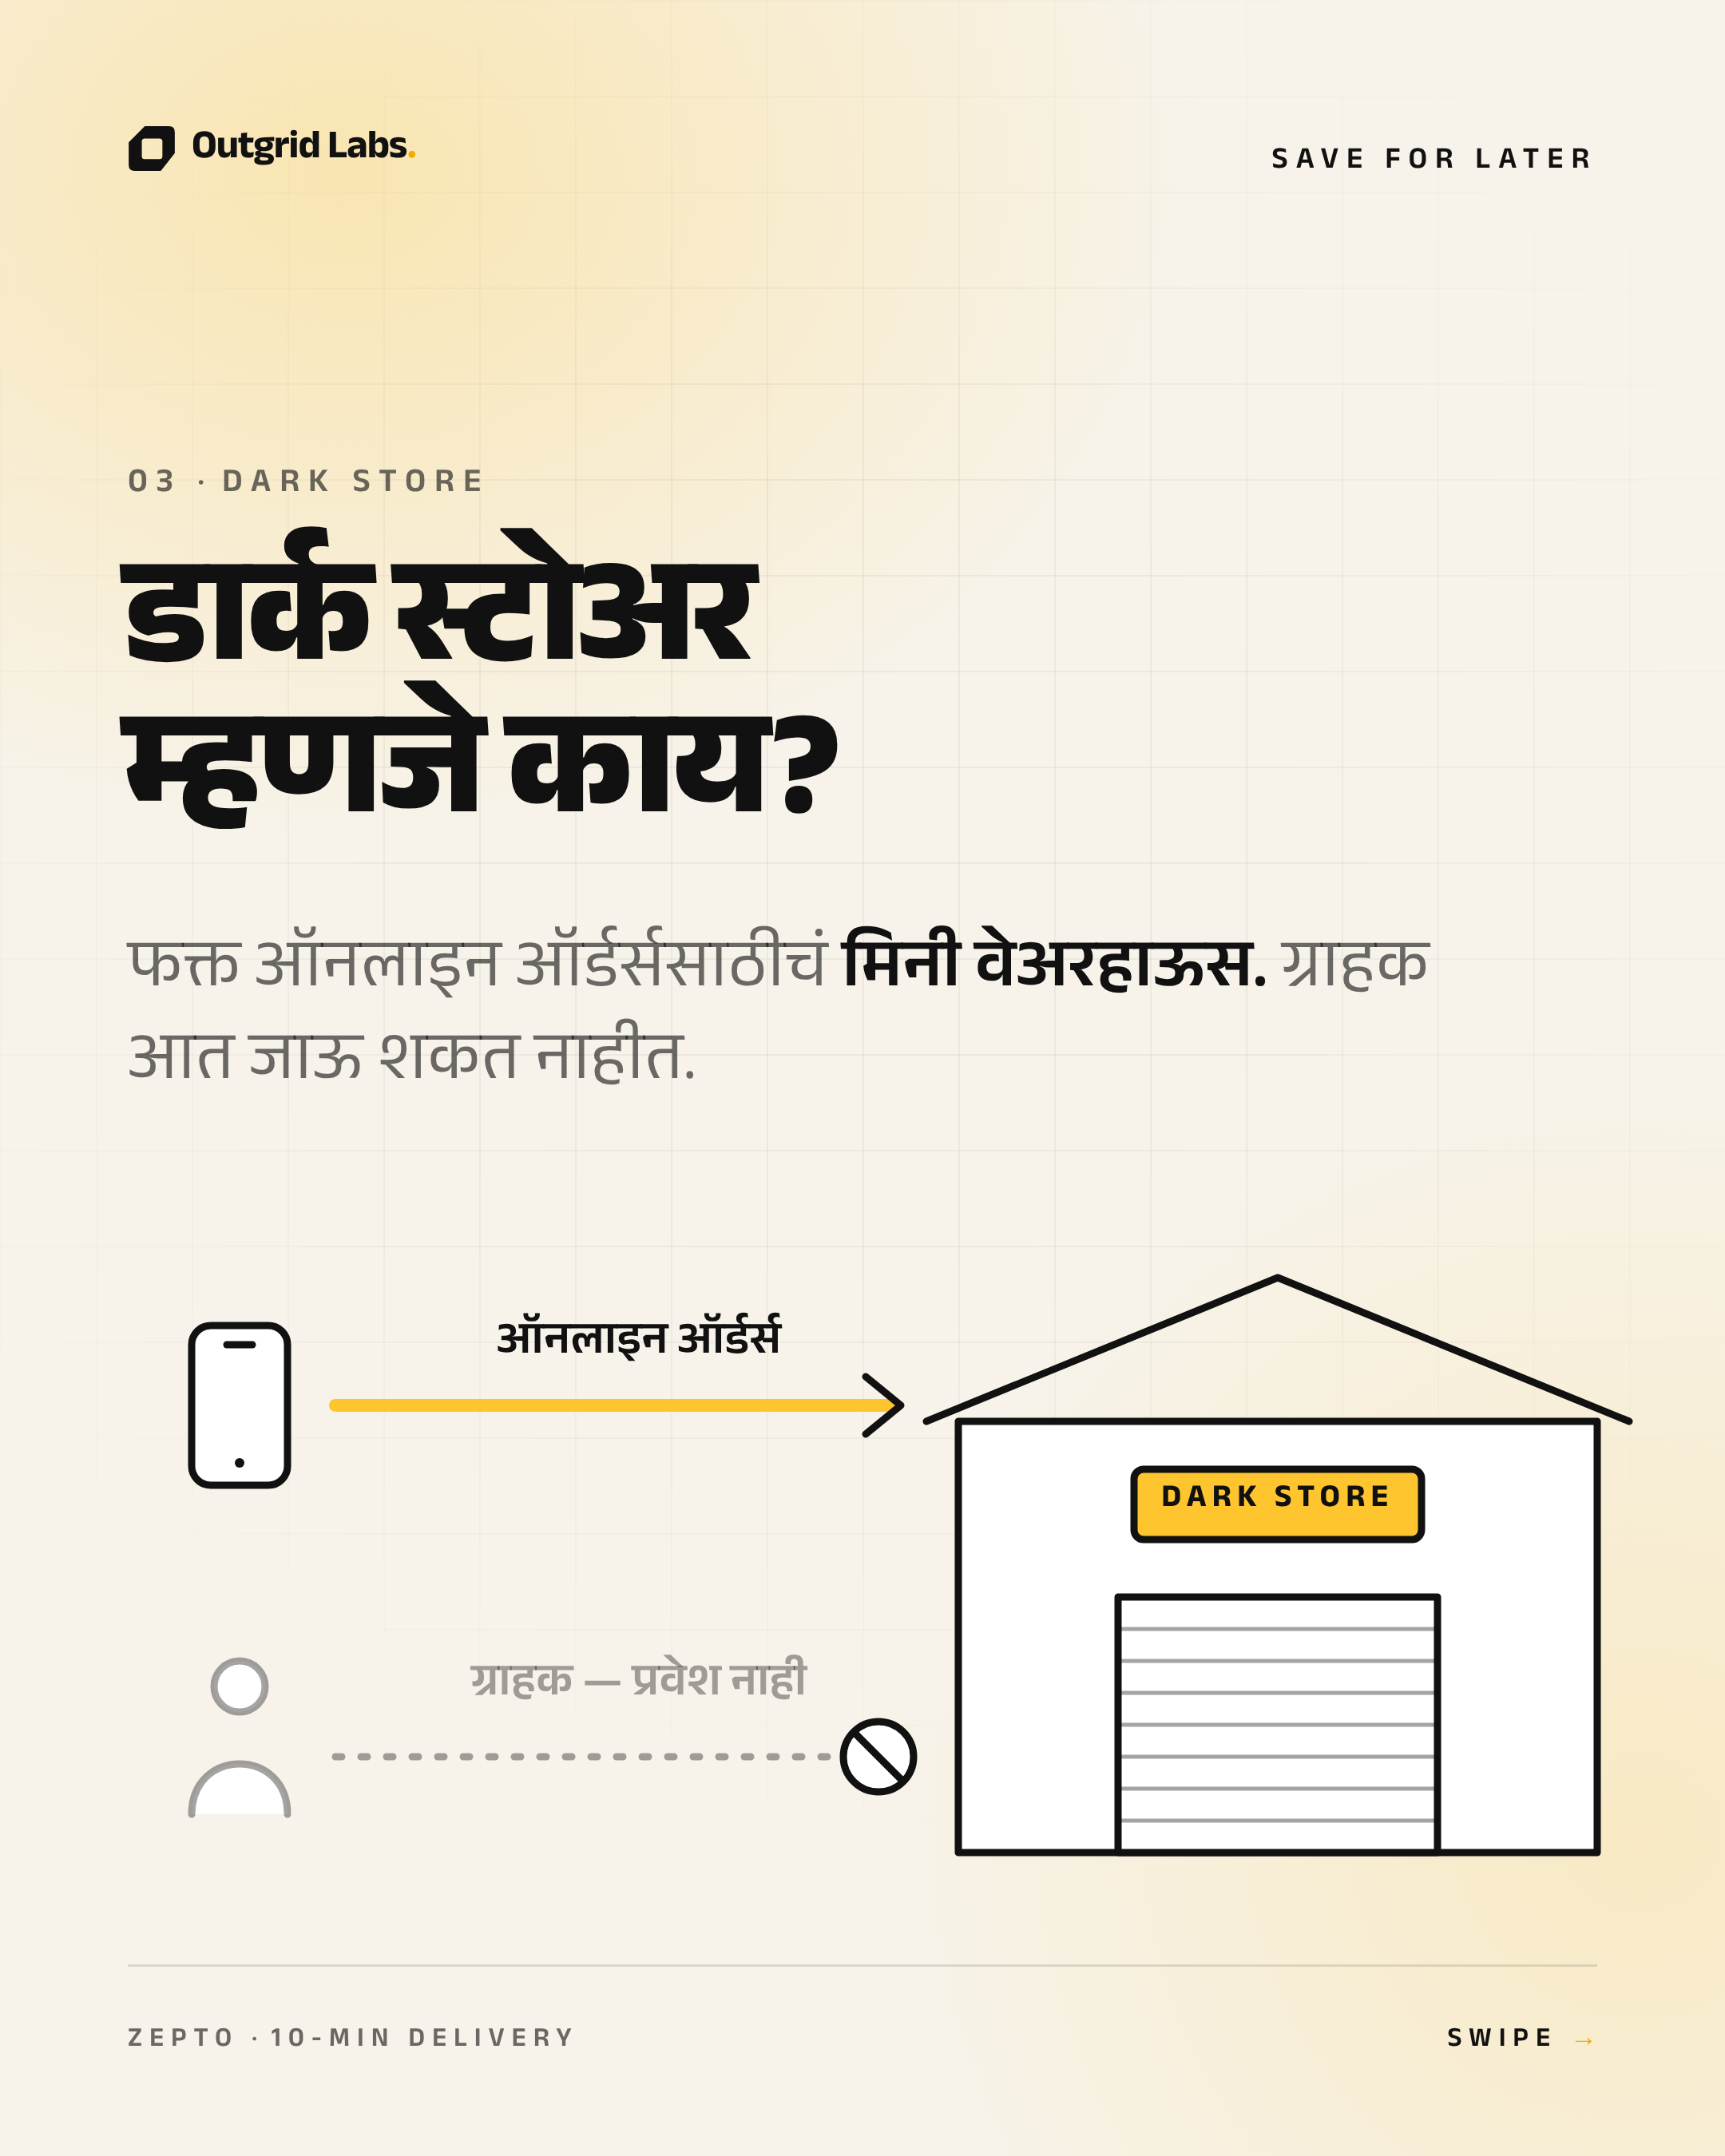 Outgrid Labs.
SAVE FOR LATER
03 · DARK STORE
डार्क स्टोअर
म्हणजे काय?
फक्त ऑनलाइन ऑर्डर्ससाठीचं मिनी वेअरहाऊस. ग्राहक
आत जाऊ शकत नाहीत.
ऑनलाइन ऑर्डर्स
DARK STORE
ग्राहक — प्रवेश नाही
ZEPTO · 10-MIN DELIVERY
SWIPE →